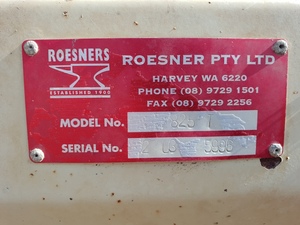 ROESNERS
ESTABLISHED 1900
ROESNER PTY LTD
HARVEY WA 6220
PHONE (08) 9729 1501
FAX (08) 9729 2256
MODEL No.
SERIAL No.